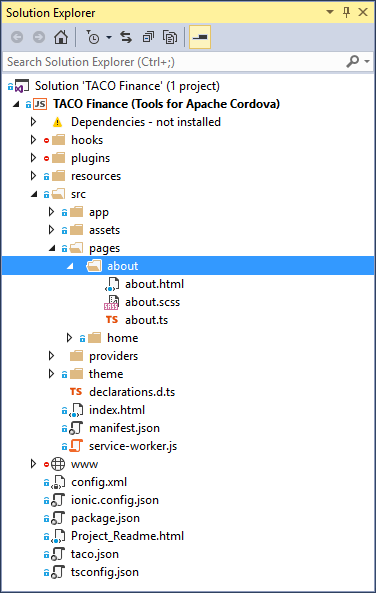 Solution Explorer
Search Solution Explorer (Ctrl+;)
Solution 'TACO Finance' (1 project)
JS TACO Finance (Tools for Apache Cordova)
Dependencies - not installed
hooks
plugins
resources
src
app
assets
pages
about
about.html
about.scss
TS about.ts
home
providers
theme
TS declarations.d.ts
index.html
manifest.json
service-worker.js
www
config.xml
ionic.config.json
package.json
Project_Readme.html
taco.json
tsconfig.json